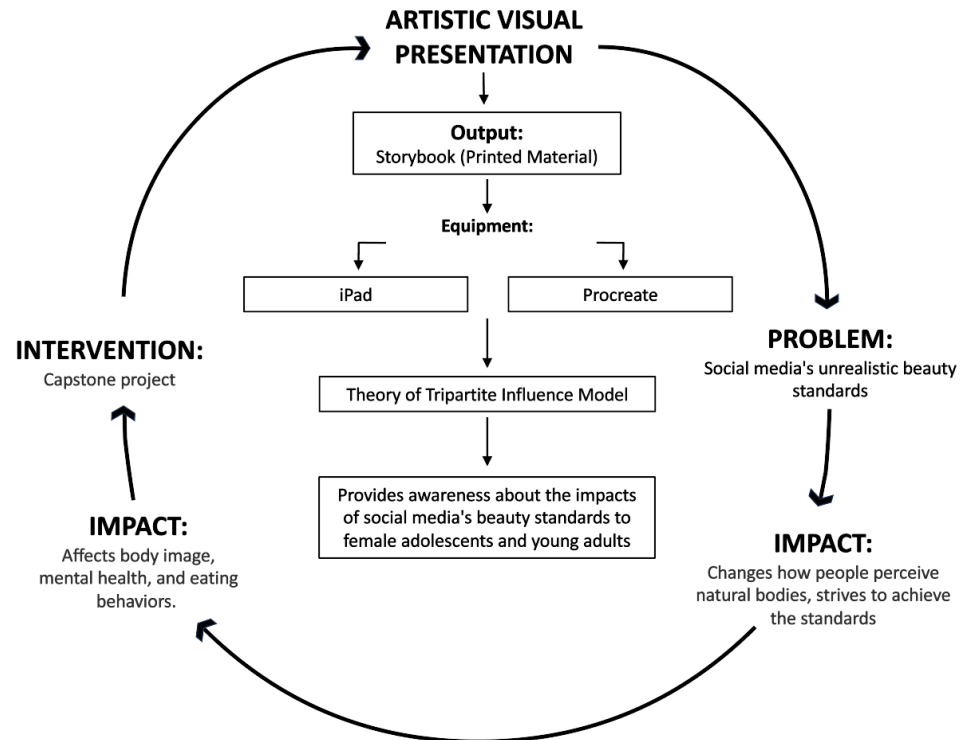 ARTISTIC VISUAL
PRESENTATION
Output:
Storybook (Printed Material)
Equipment:
iPad
Procreate
Theory of Tripartite Influence Model
Provides awareness about the impacts
of social media's beauty standards to
female adolescents and young adults
PROBLEM:
Social media's unrealistic beauty
standards
IMPACT:
Changes how people perceive
natural bodies, strives to achieve
the standards
IMPACT:
Affects body image,
mental health, and eating
behaviors.
INTERVENTION:
Capstone project